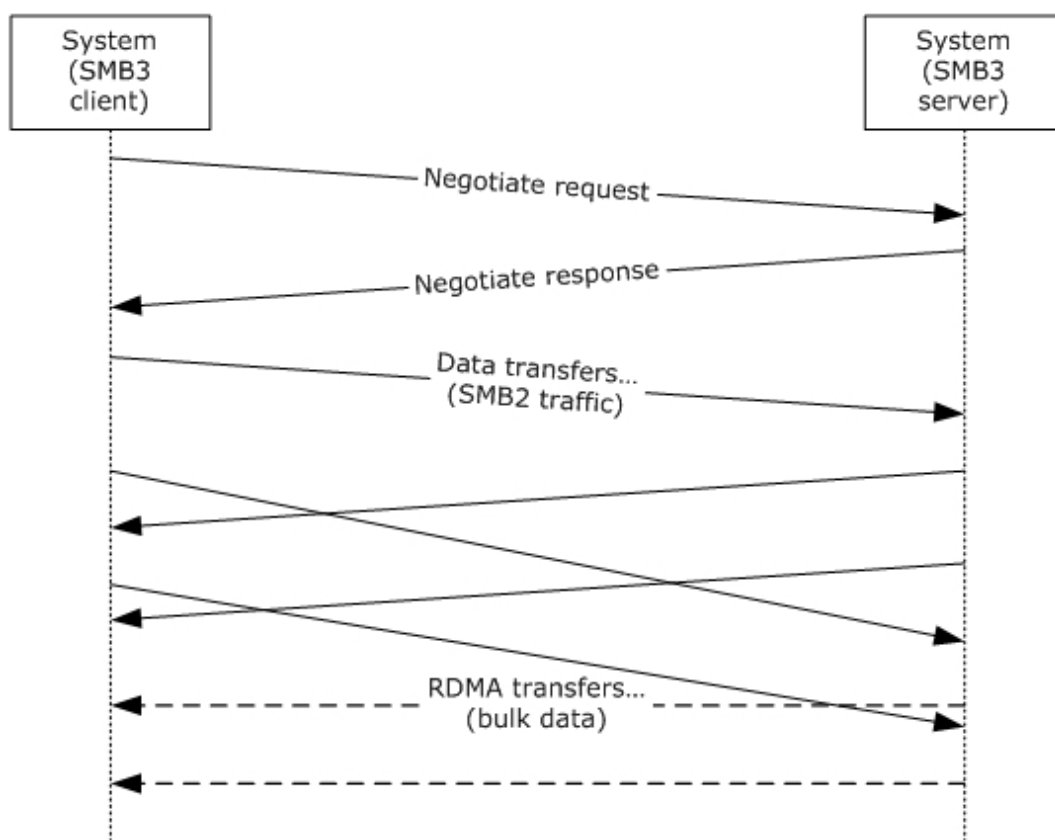 System
(SMB3
client)
System
(SMB3
server)
Negotiate request
Negotiate response
Data transfers...
(SMB2 traffic)
RDMA transfers...
(bulk data)